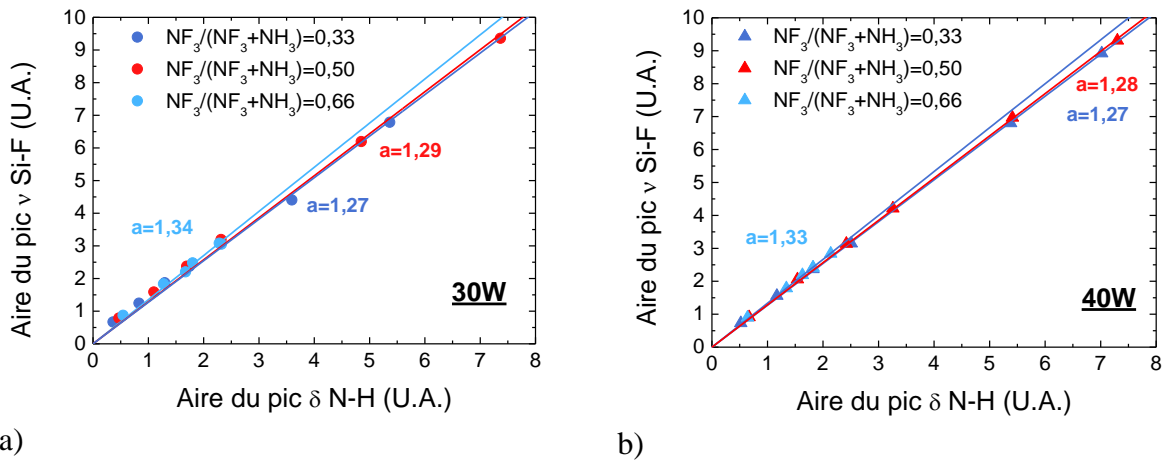 10
9
8
7
6
5
4
3
2
1
0
Aire du pic ν Si-F (U.A.)
NF3/(NF3+NH3)=0,33
NF3/(NF3+NH3)=0,50
NF3/(NF3+NH3)=0,66
a=1,29
a=1,27
a=1,34
30W
0 1 2 3 4 5 6 7 8
Aire du pic δ N-H (U.A.)
a)
10
9
8
7
6
5
4
3
2
1
0
Aire du pic ν Si-F (U.A.)
NF3/(NF3+NH3)=0,33
NF3/(NF3+NH3)=0,50
NF3/(NF3+NH3)=0,66
a=1,28
a=1,27
a=1,33
40W
0 1 2 3 4 5 6 7 8
Aire du pic δ N-H (U.A.)
b)